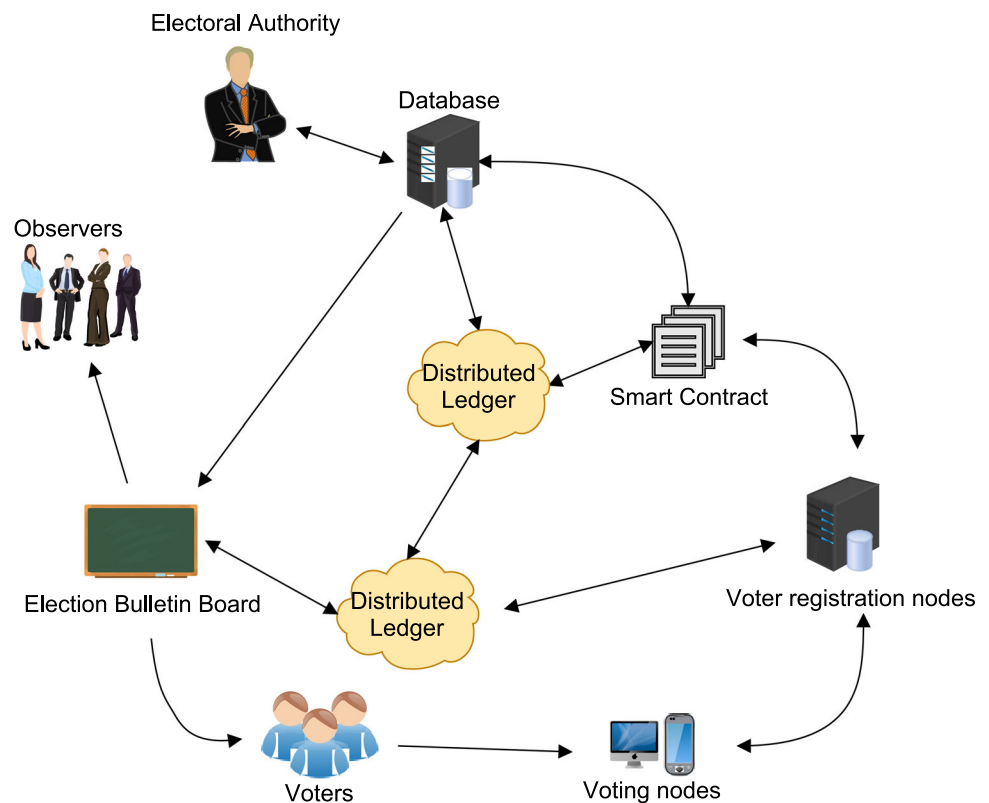 Electoral Authority
Database
Observers
Distributed
Ledger
Smart Contract
Election Bulletin Board
Distributed
Ledger
Voter registration nodes
Voters
Voting nodes